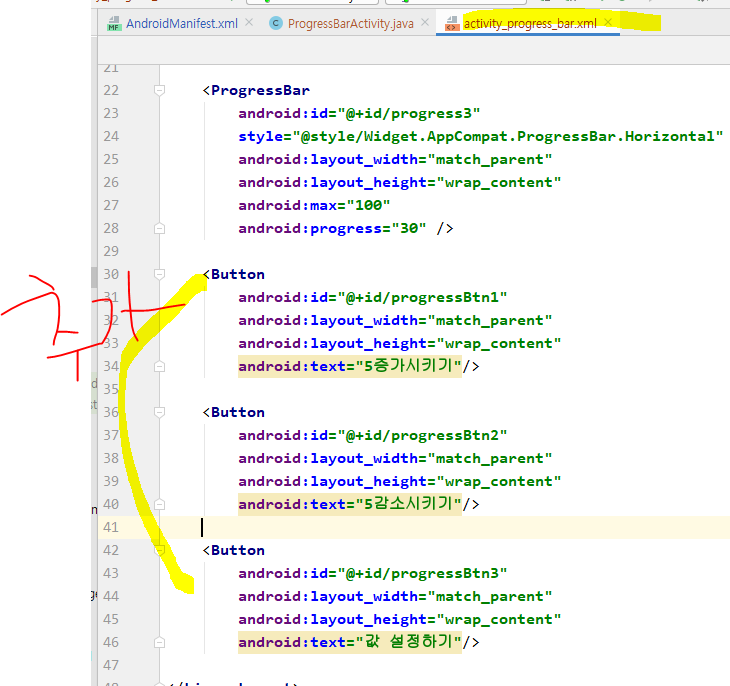 AndroidManifest.xml ProgressBarActivity.java activity_progress_bar.xml
21
22 <ProgressBar
23 android:id="@+id/progress3"
24 style="@style/Widget.AppCompat.ProgressBar.Horizontal"
25 android:layout_width="match_parent"
26 android:layout_height="wrap_content"
27 android:max="100"
28 android:progress="30" />
29
30 <Button
31 android:id="@+id/progressBtn1"
32 android:layout_width="match_parent"
33 android:layout_height="wrap_content"
34 android:text="5증가시키기"/>
35
36 <Button
37 android:id="@+id/progressBtn2"
38 android:layout_width="match_parent"
39 android:layout_height="wrap_content"
40 android:text="5감소시키기"/>
41
42 <Button
43 android:id="@+id/progressBtn3"
44 android:layout_width="match_parent"
45 android:layout_height="wrap_content"
46 android:text="값 설정하기"/>
47
추가